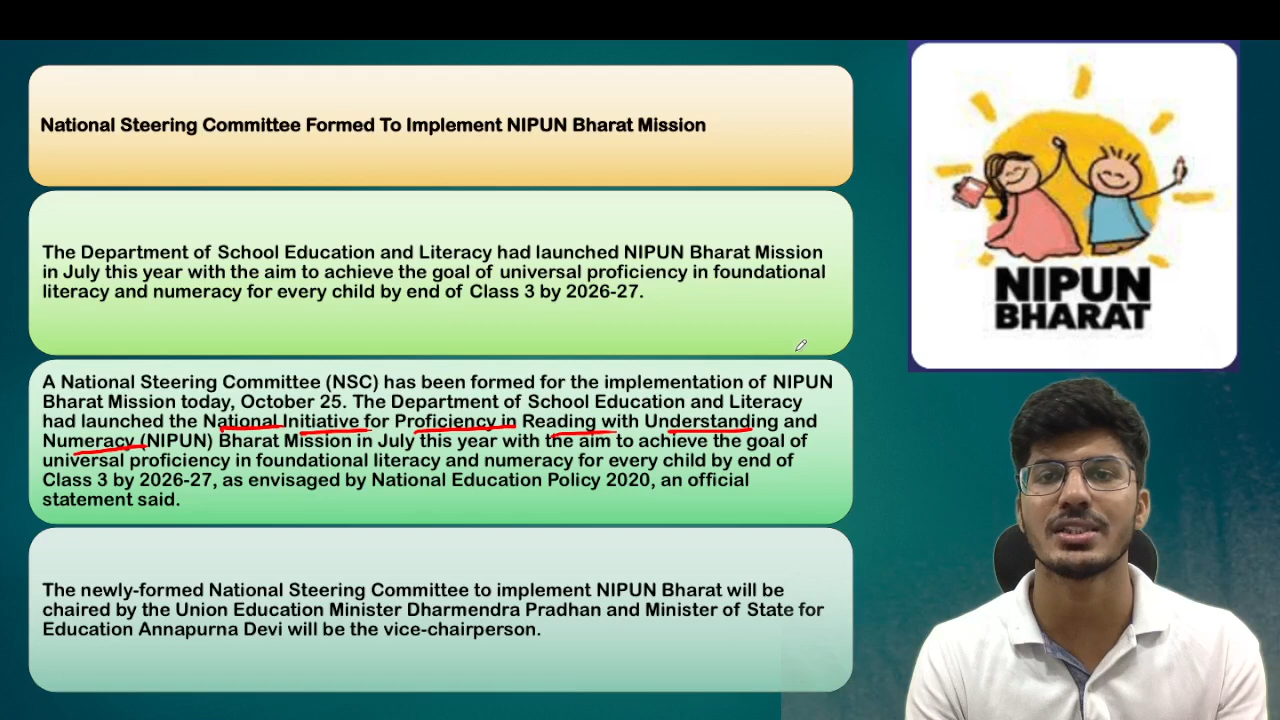 National Steering Committee Formed To Implement NIPUN Bharat Mission
The Department of School Education and Literacy had launched NIPUN Bharat Mission
in July this year with the aim to achieve the goal of universal proficiency in foundational
literacy and numeracy for every child by end of Class 3 by 2026-27.
A National Steering Committee (NSC) has been formed for the implementation of NIPUN
Bharat Mission today, October 25. The Department of School Education and Literacy
had launched the National Initiative for Proficiency in Reading with Understanding and
Numeracy (NIPUN) Bharat Mission in July this year with the aim to achieve the goal of
universal proficiency in foundational literacy and numeracy for every child by end of
Class 3 by 2026-27, as envisaged by National Education Policy 2020, an official
statement said.
The newly-formed National Steering Committee to implement NIPUN Bharat will be
chaired by the Union Education Minister Dharmendra Pradhan and Minister of State for
Education Annapurna Devi will be the vice-chairperson.
NIPUN
BHARAT